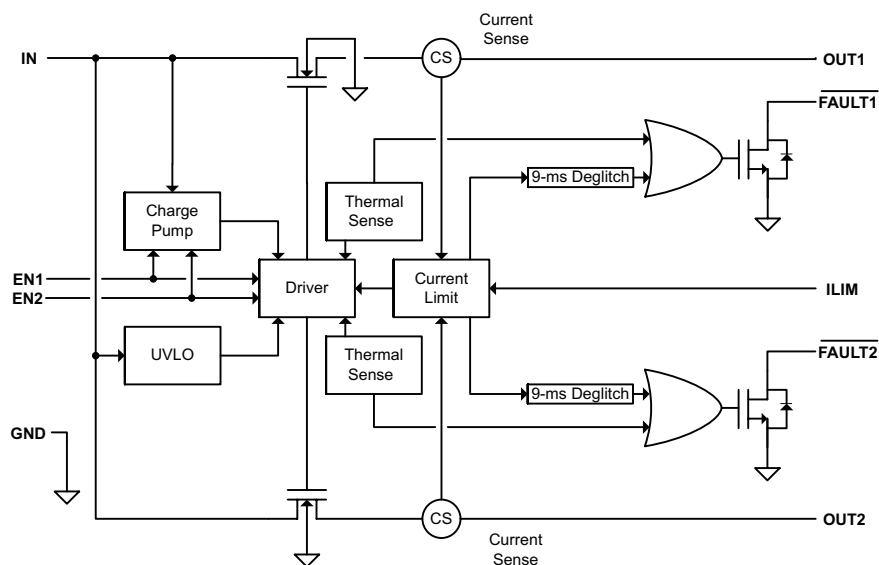 Current
Sense
IN
CS
OUT1
FAULT1
9-ms Deglitch
Thermal
Sense
Charge
Pump
EN1
EN2
Driver
Current
Limit
ILIM
UVLO
Thermal
Sense
FAULT2
9-ms Deglitch
GND
CS
OUT2
Current
Sense